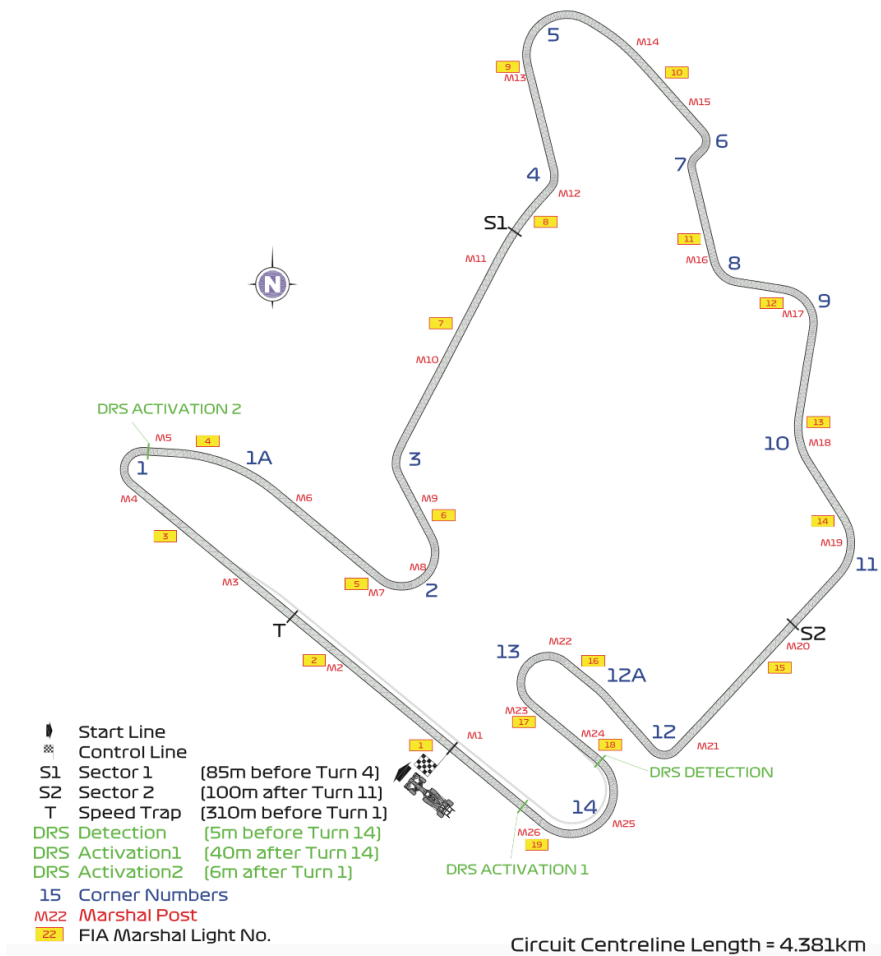 5
M14
9
M13
10
M15
6
7
4
M12
S1
8
11
M16
M11
8
N
12
9
M17
7
M10
DRS ACTIVATION 2
M5
4
13
10
M18
1
1A
3
M4
M6
M9
6
14
3
M19
M8
11
M3
5
M7
2
T
S2
M20
13
M22
16
15
2
M2
12A
M23
17
M24
12
M21
18
1
M1
DRS DETECTION
14
M25
M26
19
DRS ACTIVATION 1
Start Line
Control Line
S1 Sector 1 (85m before Turn 4)
S2 Sector 2 (100m after Turn 11)
T Speed Trap (310m before Turn 1)
DRS Detection (5m before Turn 14)
DRS Activation1 (40m after Turn 14)
DRS Activation2 (6m after Turn 1)
15 Corner Numbers
M22 Marshal Post
22 FIA Marshal Light No.
Circuit Centreline Length = 4.381km